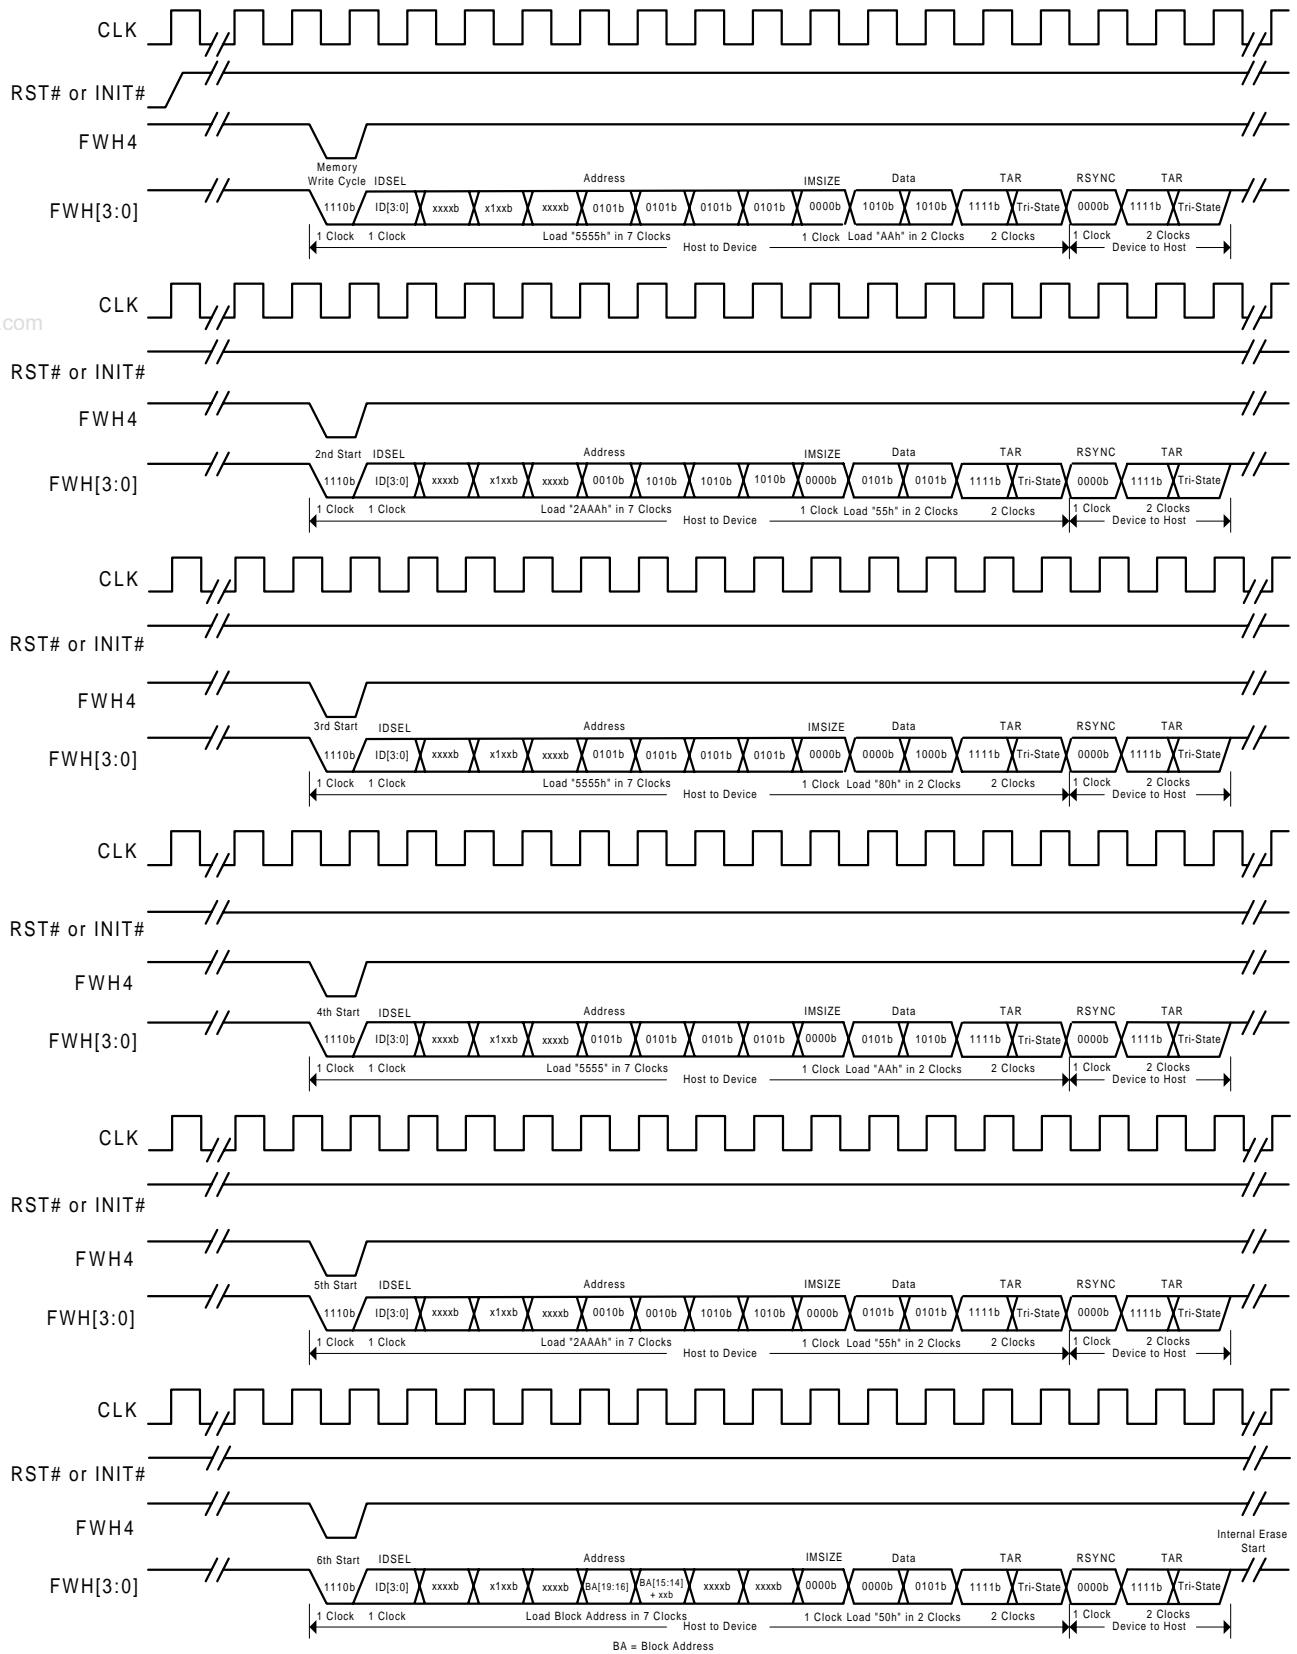 CLK
RST# or INIT#
FWH4
Memory
Write Cycle IDSEL Address IMSIZE Data TAR RSYNC TAR
FWH[3:0] 1110b ID[3:0] xxxxb x1xxb xxxxb 0101b 0101b 0101b 0101b 0000b 1010b 1010b 1111b Tri-State 0000b 1111b Tri-State
1 Clock 1 Clock Load "5555h" in 7 Clocks 1 Clock Load "AAh" in 2 Clocks 2 Clocks 1 Clock 2 Clocks
Host to Device Device to Host
CLK
.com
RST# or INIT#
FWH4
2nd Start IDSEL Address IMSIZE Data TAR RSYNC TAR
FWH[3:0] 1110b ID[3:0] xxxxb x1xxb xxxxb 0010b 1010b 1010b 1010b 0000b 0101b 0101b 1111b Tri-State 0000b 1111b Tri-State
1 Clock 1 Clock Load "2AAAh" in 7 Clocks 1 Clock Load "55h" in 2 Clocks 2 Clocks 1 Clock 2 Clocks
Host to Device Device to Host
CLK
RST# or INIT#
FWH4
3rd Start IDSEL Address IMSIZE Data TAR RSYNC TAR
FWH[3:0] 1110b ID[3:0] xxxxb x1xxb xxxxb 0101b 0101b 0101b 0101b 0000b 0000b 1000b 1111b Tri-State 0000b 1111b Tri-State
1 Clock 1 Clock Load "5555h" in 7 Clocks 1 Clock Load "80h" in 2 Clocks 2 Clocks 1 Clock 2 Clocks
Host to Device Device to Host
CLK
RST# or INIT#
FWH4
4th Start IDSEL Address IMSIZE Data TAR RSYNC TAR
FWH[3:0] 1110b ID[3:0] xxxxb x1xxb xxxxb 0101b 0101b 0101b 0101b 0000b 0101b 1010b 1111b Tri-State 0000b 1111b Tri-State
1 Clock 1 Clock Load "5555" in 7 Clocks 1 Clock Load "AAh" in 2 Clocks 2 Clocks 1 Clock 2 Clocks
Host to Device Device to Host
CLK
RST# or INIT#
FWH4
5th Start IDSEL Address IMSIZE Data TAR RSYNC TAR
FWH[3:0] 1110b ID[3:0] xxxxb x1xxb xxxxb 0010b 0010b 1010b 1010b 0000b 0101b 0101b 1111b Tri-State 0000b 1111b Tri-State
1 Clock 1 Clock Load "2AAAh" in 7 Clocks 1 Clock Load "55h" in 2 Clocks 2 Clocks 1 Clock 2 Clocks
Host to Device Device to Host
CLK
RST# or INIT#
FWH4
Internal Erase
Start
6th Start IDSEL Address IMSIZE Data TAR RSYNC TAR
FWH[3:0] 1110b ID[3:0] xxxxb x1xxb xxxxb BA[19:16] BA[15:14] + xxb xxxxb xxxxb 0000b 0000b 0101b 1111b Tri-State 0000b 1111b Tri-State
1 Clock 1 Clock Load Block Address in 7 Clocks 1 Clock Load "50h" in 2 Clocks 2 Clocks 1 Clock 2 Clocks
Host to Device Device to Host
BA = Block Address